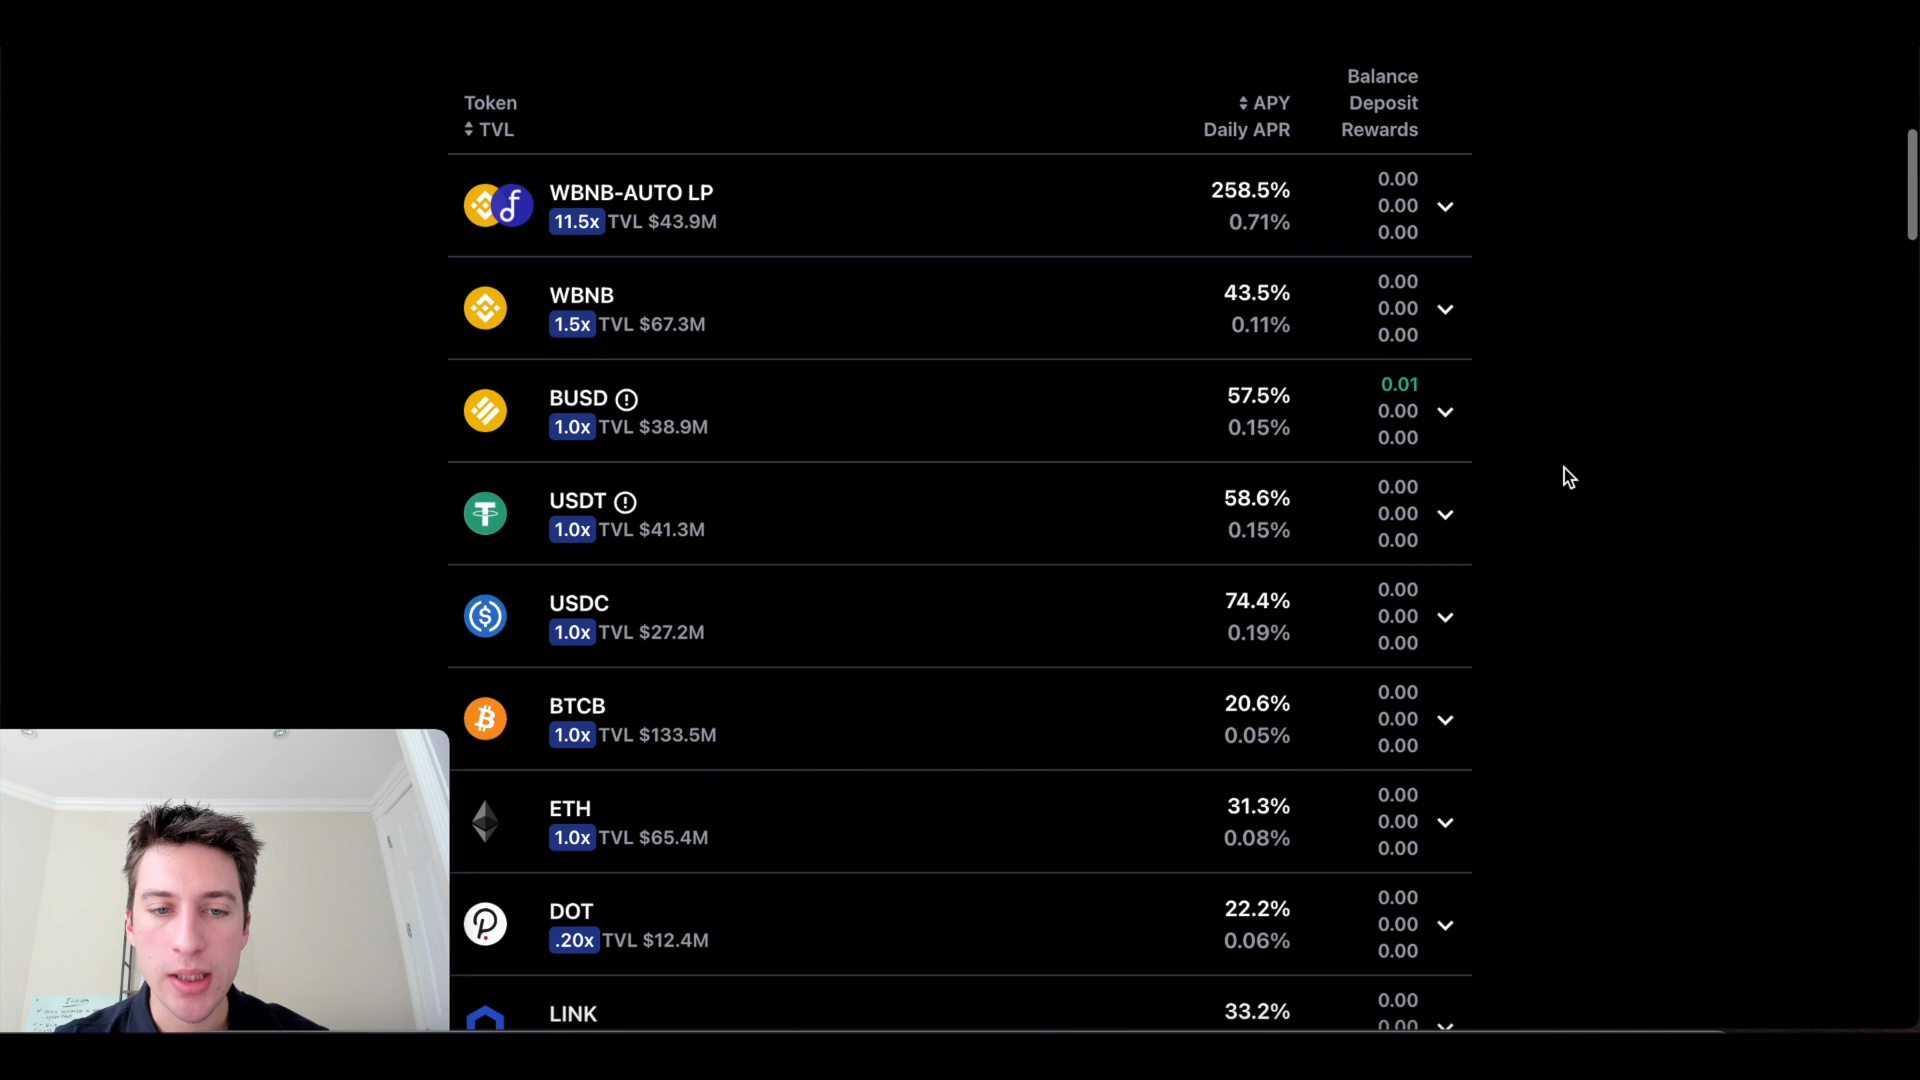 Token
TVL
APY
Daily APR
Balance
Deposit
Rewards
WBNB-AUTO LP
11.5x TVL $43.9M
258.5%
0.71%
0.00
0.00
0.00
WBNB
1.5x TVL $67.3M
43.5%
0.11%
0.00
0.00
0.00
BUSD
1.0x TVL $38.9M
57.5%
0.15%
0.01
0.00
0.00
USDT
1.0x TVL $41.3M
58.6%
0.15%
0.00
0.00
0.00
USDC
1.0x TVL $27.2M
74.4%
0.19%
0.00
0.00
0.00
BTCB
1.0x TVL $133.5M
20.6%
0.05%
0.00
0.00
0.00
ETH
1.0x TVL $65.4M
31.3%
0.08%
0.00
0.00
0.00
DOT
.20x TVL $12.4M
22.2%
0.06%
0.00
0.00
0.00
LINK
33.2%
0.00
0.00